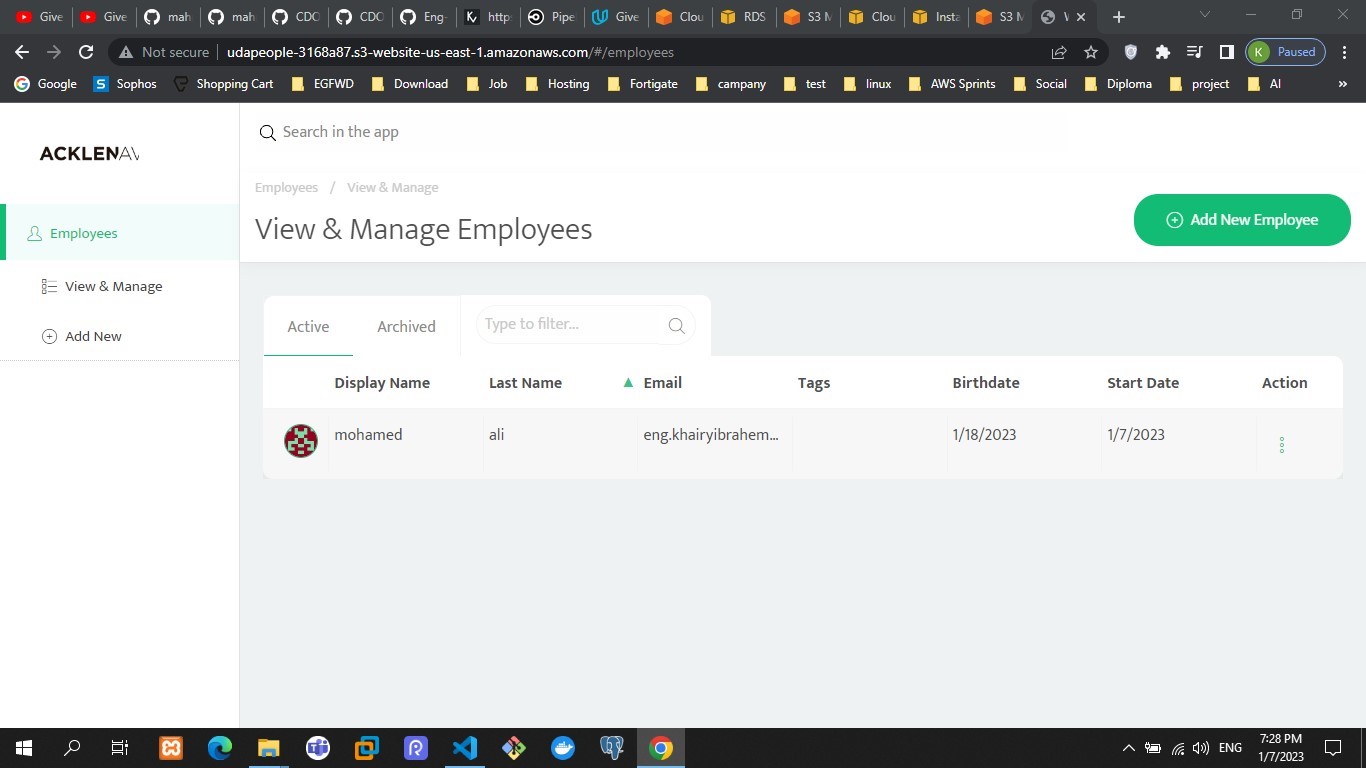 Give
Give
mah
mah
CDO
CDO
Eng-
http:
Pipe
Give
Clou
RDS
S3 M
Clou
Insta
S3 M
Not secure
udapeople-3168a87.s3-website-us-east-1.amazonaws.com/#/employees
K Paused
Google Sophos Shopping Cart EGFWD Download Job Hosting Fortigate campany test linux AWS Sprints Social Diploma project AI »
ACKLENAV
Search in the app
Employees / View & Manage
View & Manage Employees
Add New Employee
Employees
View & Manage
Add New
Active Archived Type to filter...
Display Name Last Name ▲ Email Tags Birthdate Start Date Action
mohamed ali eng.khairyibrahem... 1/18/2023 1/7/2023
ENG
7:28 PM
1/7/2023